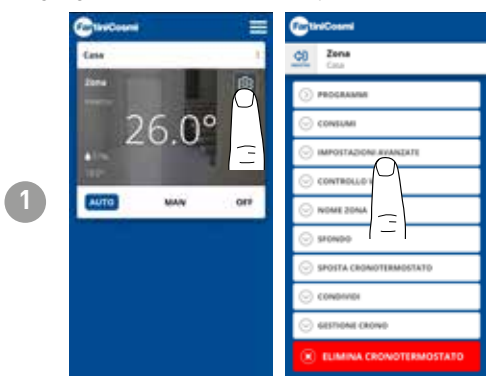 1
FantiniCosmi
Casa
Zona
26.0°
AUTO MAN OFF
FantiniCosmi
Zona
Casa
PROGRAMMI
CONSUMI
IMPOSTAZIONI AVANZATE
CONTROLLO
NOME ZONA
SFONDO
SPOSTA CRONOTERMOSTATO
CONDIVIDI
GESTIONE CRONO
ELIMINA CRONOTERMOSTATO